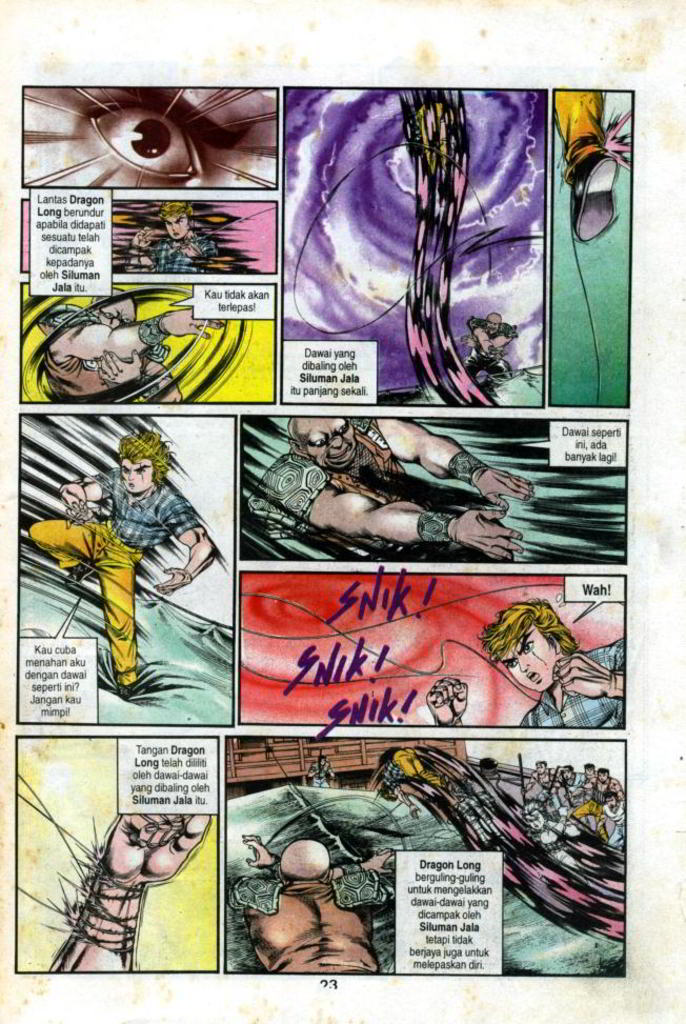 Lantas Dragon
Long berundur
apabila didapati
sesuatu telah
dicampak
kepadanya
oleh Siluman
Jala itu.
Kau tidak akan
terlepas!
Dawai yang
dibaling oleh
Siluman Jala
itu panjang sekali.
Kau cuba
menahan aku
dengan dawai
seperti ini?
Jangan kau
mimpi!
Dawai seperti
ini, ada
banyak lagi!
SNIK!
SNIK!
SNIK!
Wah!
Tangan Dragon
Long telah dililiti
oleh dawai-dawai
yang dibaling oleh
Siluman Jala itu.
Dragon Long
berguling-guling
untuk mengelakkan
dawai-dawai yang
dicampak oleh
Siluman Jala
tetapi tidak
berjaya juga untuk
melepaskan diri.
23